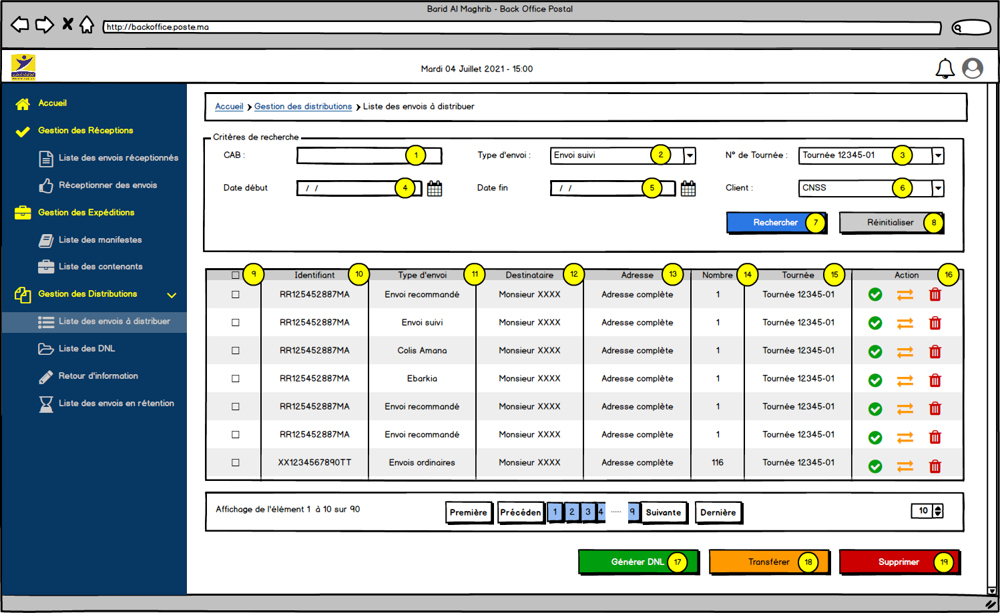 Barid Al Maghrib - Back Office Postal
http://backoffice.poste.ma
Mardi 04 Juillet 2021 - 15:00
Accueil
Gestion des Réceptions
Liste des envois réceptionnés
Réceptionner des envois
Gestion des Expéditions
Liste des manifestes
Liste des contenants
Gestion des Distributions
Liste des envois à distribuer
Liste des DNL
Retour d'information
Liste des envois en rétention
Accueil > Gestion des distributions > Liste des envois à distribuer
Critères de recherche
CAB : 1 Type d'envoi : Envoi suivi 2 N° de Tournée : Tournée 12345-01 3
Date début / / 4 Date fin / / 5 Client : CNSS 6
Rechercher 7 Réinitialiser 8
9 Identifiant 10 Type d'envoi 11 Destinataire 12 Adresse 13 Nombre 14 Tournée 15 Action 16
RR125452887MA Envoi recommandé Monsieur XXXX Adresse complète 1 Tournée 12345-01
RR125452887MA Envoi suivi Monsieur XXXX Adresse complète 1 Tournée 12345-01
RR125452887MA Colis Amana Monsieur XXXX Adresse complète 1 Tournée 12345-01
RR125452887MA Ebarkia Monsieur XXXX Adresse complète 1 Tournée 12345-01
RR125452887MA Envoi recommandé Monsieur XXXX Adresse complète 1 Tournée 12345-01
RR125452887MA Envoi recommandé Monsieur XXXX Adresse complète 1 Tournée 12345-01
XX1234567890TT Envois ordinaires Monsieur XXXX Adresse complète 116 Tournée 12345-01
Affichage de l'élément 1 à 10 sur 90 Première Précéden 1 2 3 4 ...... 9 Suivante Dernière 10
Générer DNL 17 Transférer 18 Supprimer 19